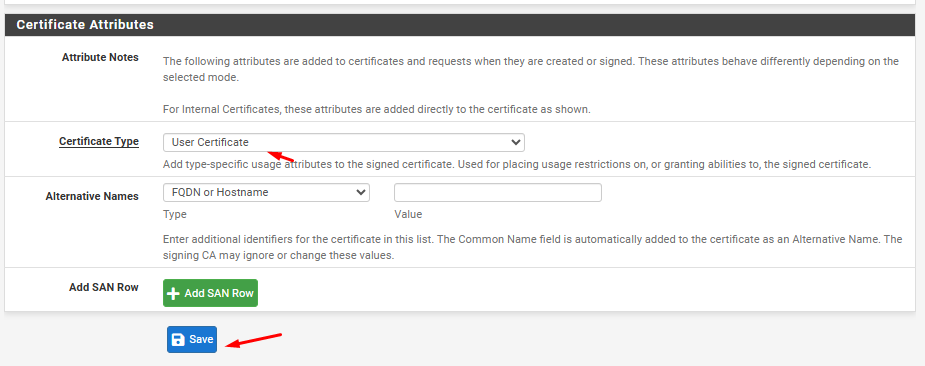 Certificate Attributes
Attribute Notes
The following attributes are added to certificates and requests when they are created or signed. These attributes behave differently depending on the
selected mode.
For Internal Certificates, these attributes are added directly to the certificate as shown.
Certificate Type
User Certificate
Add type-specific usage attributes to the signed certificate. Used for placing usage restrictions on, or granting abilities to, the signed certificate.
Alternative Names
FQDN or Hostname
Type
Value
Enter additional identifiers for the certificate in this list. The Common Name field is automatically added to the certificate as an Alternative Name. The
signing CA may ignore or change these values.
Add SAN Row
Add SAN Row
Save